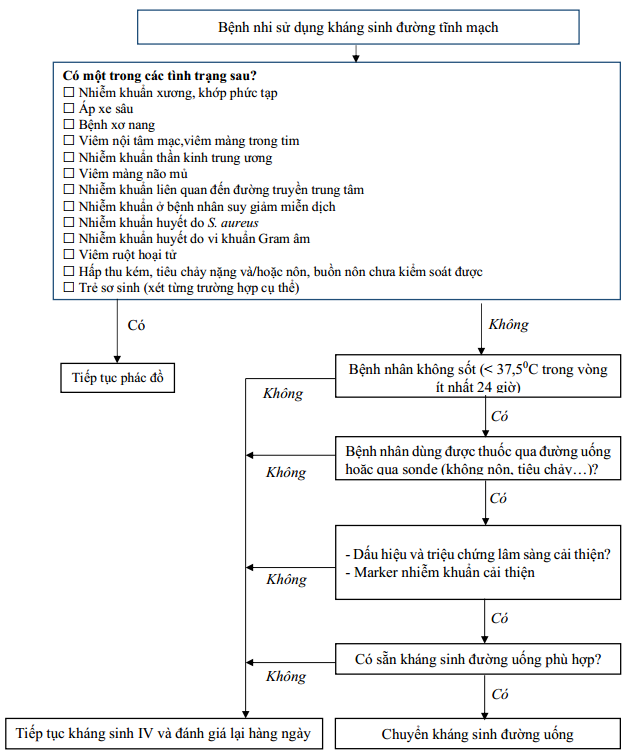 Bệnh nhi sử dụng kháng sinh đường tĩnh mạch
Có một trong các tình trạng sau?
☐ Nhiễm khuẩn xương, khớp phức tạp
☐ Áp xe sâu
☐ Bệnh xơ nang
☐ Viêm nội tâm mạc,viêm màng trong tim
☐ Nhiễm khuẩn thần kinh trung ương
☐ Viêm màng não mủ
☐ Nhiễm khuẩn liên quan đến đường truyền trung tâm
☐ Nhiễm khuẩn ở bệnh nhân suy giảm miễn dịch
☐ Nhiễm khuẩn huyết do S. aureus
☐ Nhiễm khuẩn huyết do vi khuẩn Gram âm
☐ Viêm ruột hoại tử
☐ Hấp thu kém, tiêu chảy nặng và/hoặc nôn, buồn nôn chưa kiểm soát được
☐ Trẻ sơ sinh (xét từng trường hợp cụ thể)
Có
Không
Tiếp tục phác đồ
Bệnh nhân không sốt (< 37,5⁰C trong vòng
ít nhất 24 giờ)
Không
Có
Bệnh nhân dùng được thuốc qua đường uống
hoặc qua sonde (không nôn, tiêu chảy…)?
Không
Có
- Dấu hiệu và triệu chứng lâm sàng cải thiện?
- Marker nhiễm khuẩn cải thiện
Không
Có
Có sẵn kháng sinh đường uống phù hợp?
Không
Có
Tiếp tục kháng sinh IV và đánh giá lại hàng ngày
Chuyển kháng sinh đường uống